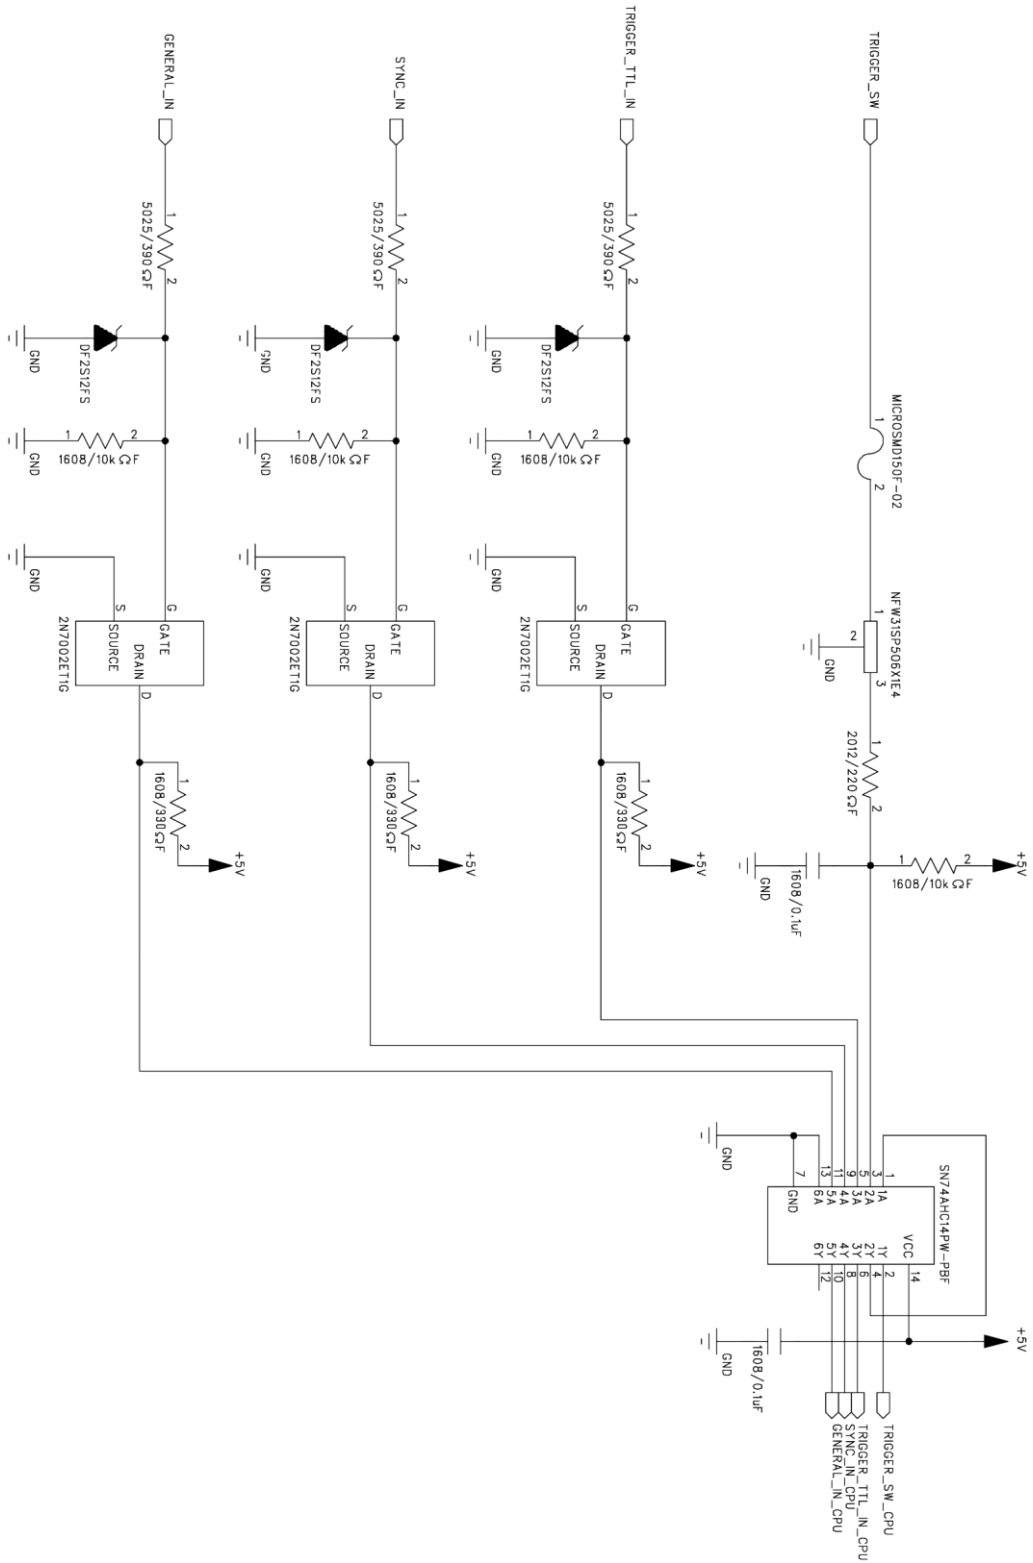 TRIGGER_SW
1
MICROSMD150F-02
2
1
NFW31SP506X1E4
3
2
GND
1
2012/220ΩF
2
+5V
2
1
1608/10kΩF
1608/0.1uF
GND
TRIGGER_TTL_IN
1
5025/390ΩF
2
DF2S12FS
GND
2
1
1608/10kΩF
GND
G
GATE
S
SOURCE
DRAIN
D
2N7002ET1G
GND
1
1608/330ΩF
2
+5V
SYNC_IN
1
5025/390ΩF
2
DF2S12FS
GND
2
1
1608/10kΩF
GND
G
GATE
S
SOURCE
DRAIN
D
2N7002ET1G
GND
1
1608/330ΩF
2
+5V
GENERAL_IN
1
5025/390ΩF
2
DF2S12FS
GND
2
1
1608/10kΩF
GND
G
GATE
S
SOURCE
DRAIN
D
2N7002ET1G
GND
1
1608/330ΩF
2
+5V
SN74AHC14PW-PBF
VCC 14
1 1A 1Y 2
3 2A 2Y 4
5 3A 3Y 6
9 4A 4Y 8
11 5A 5Y 10
13 6A 6Y 12
7 GND
GND
+5V
1608/0.1uF
GND
TRIGGER_SW_CPU
TRIGGER_TTL_IN_CPU
SYNC_IN_CPU
GENERAL_IN_CPU